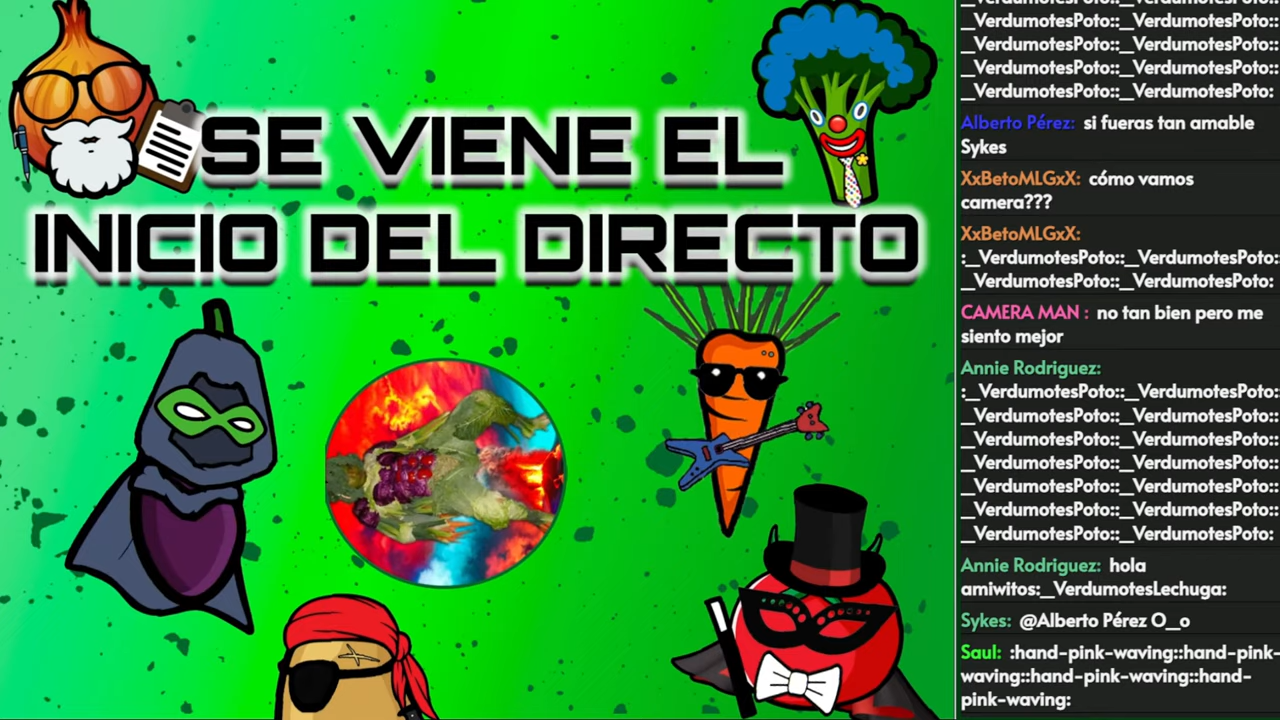 SE VIENE EL
INICIO DEL DIRECTO
_VerdumotesPoto::_VerdumotesPoto::
_VerdumotesPoto::_VerdumotesPoto::
_VerdumotesPoto::_VerdumotesPoto::
_VerdumotesPoto::_VerdumotesPoto:
Alberto Pérez: si fueras tan amable
Sykes
XxBetoMLGxX: cómo vamos
camera???
XxBetoMLGxX:
:_VerdumotesPoto::_VerdumotesPoto:
_VerdumotesPoto::_VerdumotesPoto:
CAMERA MAN : no tan bien pero me
siento mejor
Annie Rodriguez:
:_VerdumotesPoto::_VerdumotesPoto:
_VerdumotesPoto::_VerdumotesPoto::
_VerdumotesPoto::_VerdumotesPoto::
_VerdumotesPoto::_VerdumotesPoto::
_VerdumotesPoto::_VerdumotesPoto::
_VerdumotesPoto::_VerdumotesPoto::
_VerdumotesPoto::_VerdumotesPoto:
Annie Rodriguez: hola
amiwitos:_VerdumotesLechuga:
Sykes: @Alberto Pérez O_o
Saul: :hand-pink-waving::hand-pink-
waving::hand-pink-waving::hand-
pink-waving: